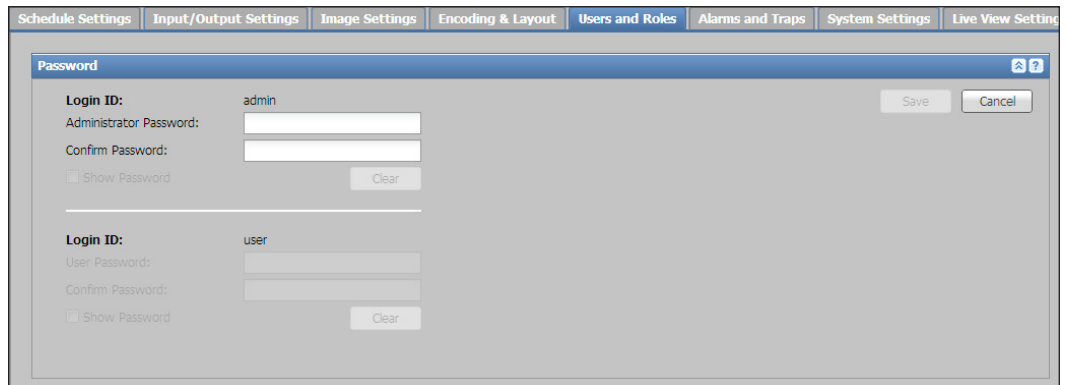 Schedule Settings Input/Output Settings Image Settings Encoding & Layout Users and Roles Alarms and Traps System Settings Live View Setting
Password ?
Login ID: admin Save Cancel
Administrator Password:
Confirm Password:
Show Password Clear
Login ID: user
User Password:
Confirm Password:
Show Password Clear